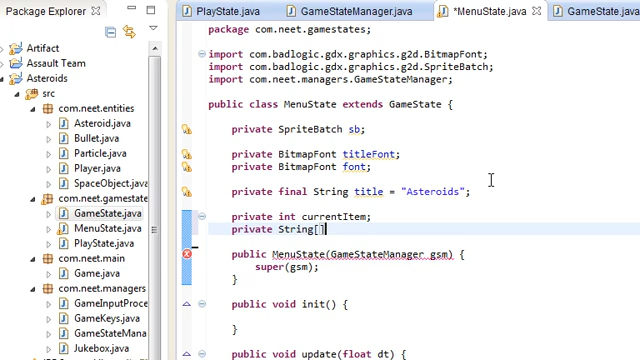 Package Explorer
PlayState.java
GameStateManager.java
*MenuState.java
GameState.java
Artifact
Assault Team
Asteroids
src
com.neet.entities
Asteroid.java
Bullet.java
Particle.java
Player.java
SpaceObject.java
com.neet.gamestate
GameState.java
MenuState.java
PlayState.java
com.neet.main
Game.java
com.neet.managers
GameInputProce
GameKeys.java
GameStateMana
Jukebox.java
package com.neet.gamestates;
import com.badlogic.gdx.graphics.g2d.BitmapFont;
import com.badlogic.gdx.graphics.g2d.SpriteBatch;
import com.neet.managers.GameStateManager;
public class MenuState extends GameState {
private SpriteBatch sb;
private BitmapFont titleFont;
private BitmapFont font;
private final String title = "Asteroids";
private int currentItem;
private String[]
public MenuState(GameStateManager gsm) {
super(gsm);
}
public void init() {
}
public void update(float dt) {